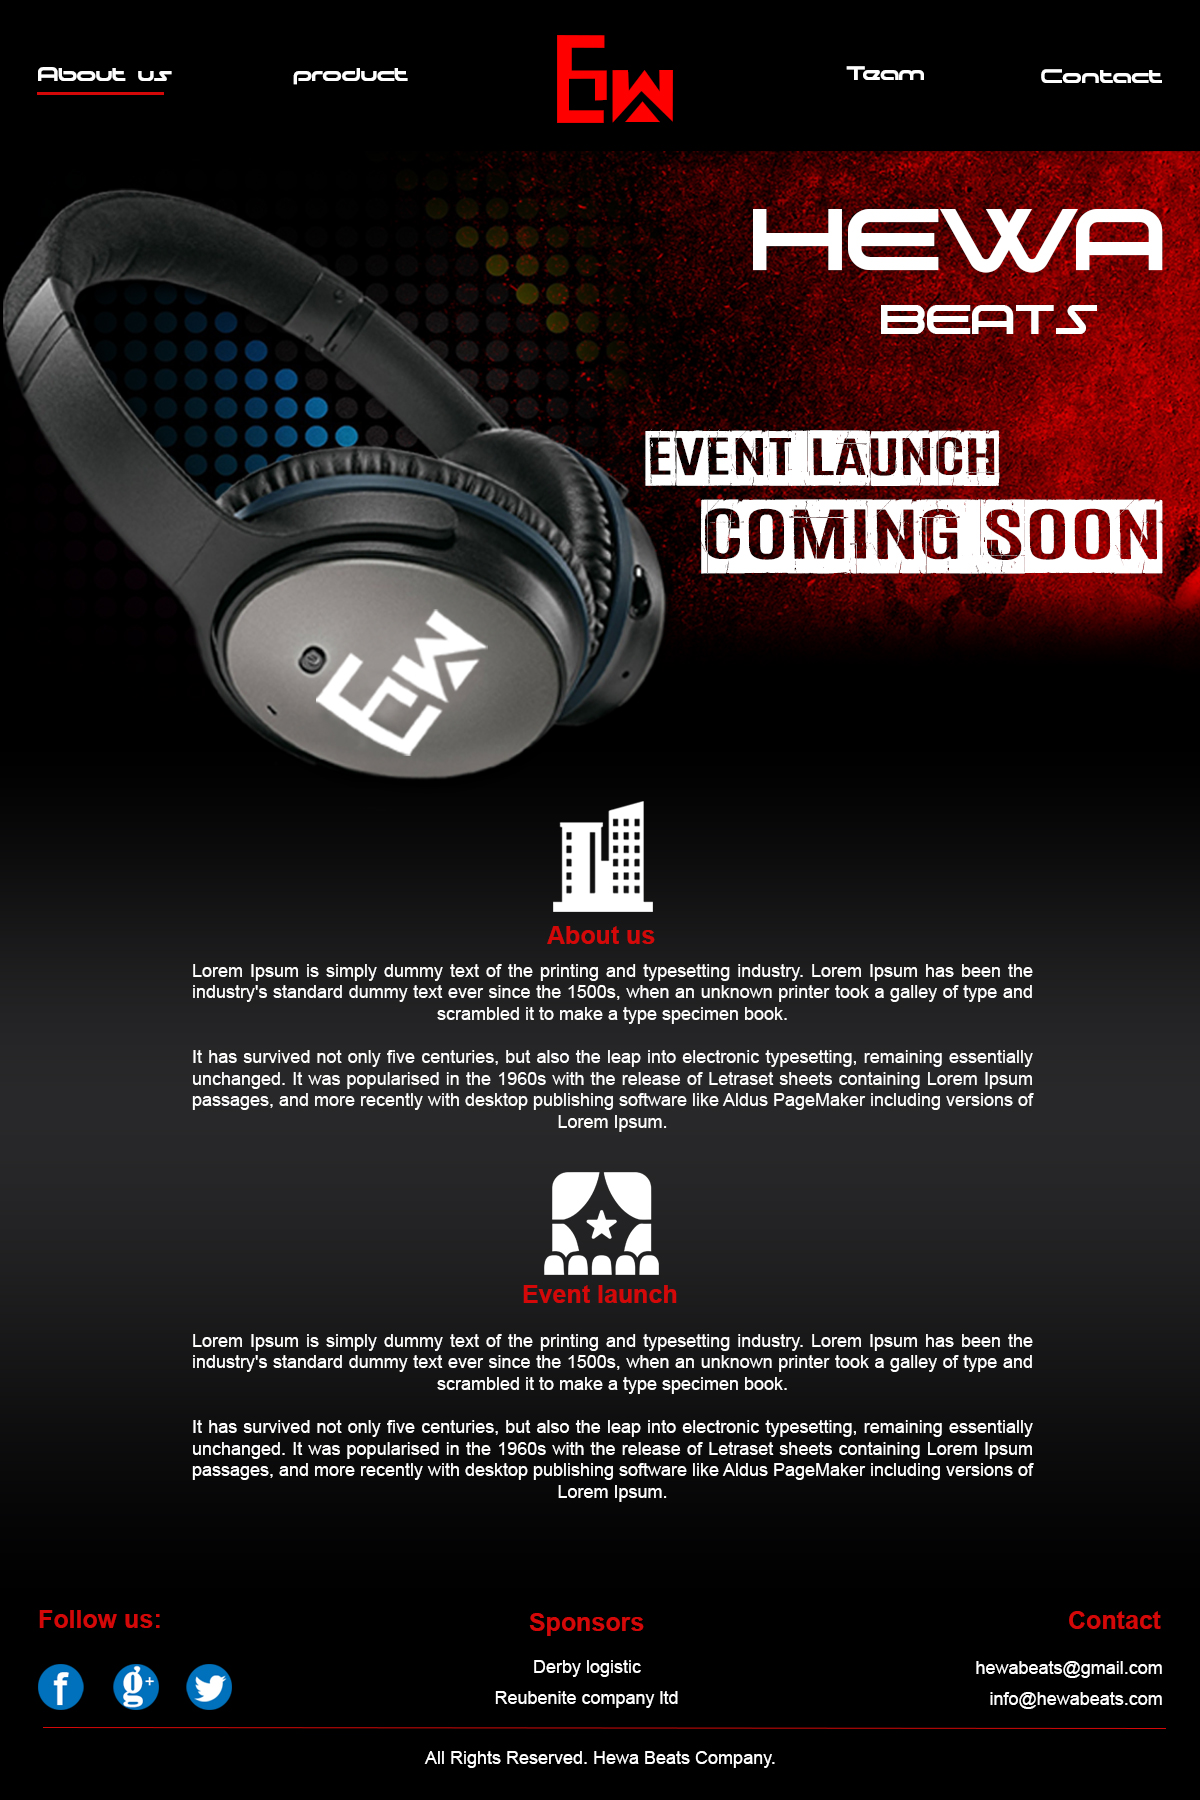 About us
product
Team
Contact
HEWA
BEATS
EVENT LAUNCH
COMING SOON
About us
Lorem Ipsum is simply dummy text of the printing and typesetting industry. Lorem Ipsum has been the
industry's standard dummy text ever since the 1500s, when an unknown printer took a galley of type and
scrambled it to make a type specimen book.
It has survived not only five centuries, but also the leap into electronic typesetting, remaining essentially
unchanged. It was popularised in the 1960s with the release of Letraset sheets containing Lorem Ipsum
passages, and more recently with desktop publishing software like Aldus PageMaker including versions of
Lorem Ipsum.
Event launch
Lorem Ipsum is simply dummy text of the printing and typesetting industry. Lorem Ipsum has been the
industry's standard dummy text ever since the 1500s, when an unknown printer took a galley of type and
scrambled it to make a type specimen book.
It has survived not only five centuries, but also the leap into electronic typesetting, remaining essentially
unchanged. It was popularised in the 1960s with the release of Letraset sheets containing Lorem Ipsum
passages, and more recently with desktop publishing software like Aldus PageMaker including versions of
Lorem Ipsum.
Follow us:
Sponsors
Derby logistic
Reubenite company ltd
Contact
hewabeats@gmail.com
info@hewabeats.com
All Rights Reserved. Hewa Beats Company.